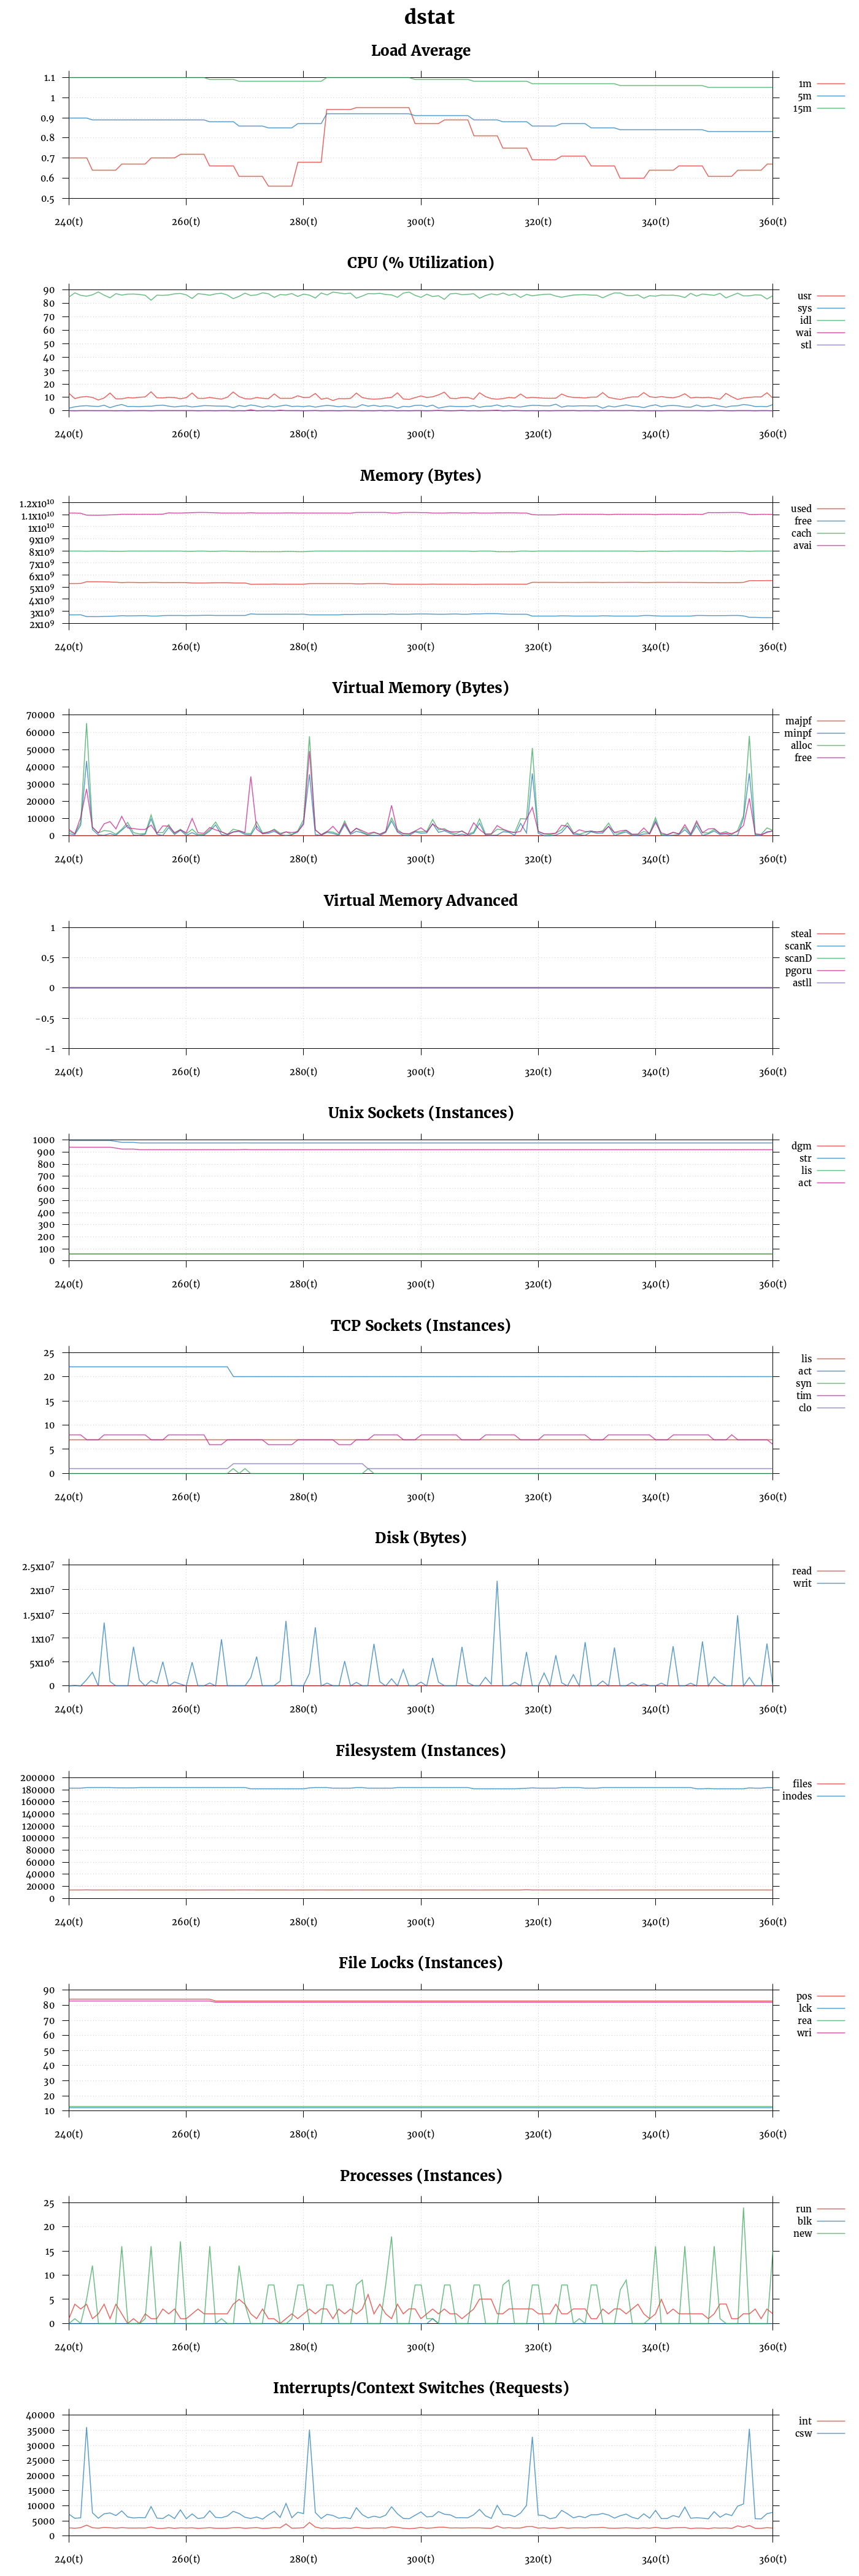 dstat
Load Average
1.1
1
0.9
0.8
0.7
0.6
0.5
240(t) 260(t) 280(t) 300(t) 320(t) 340(t) 360(t)
1m
5m
15m
CPU (% Utilization)
90
80
70
60
50
40
30
20
10
0
240(t) 260(t) 280(t) 300(t) 320(t) 340(t) 360(t)
usr
sys
idl
wai
stl
Memory (Bytes)
1.2x10¹⁰
1.1x10¹⁰
1x10¹⁰
9x10⁹
8x10⁹
7x10⁹
6x10⁹
5x10⁹
4x10⁹
3x10⁹
2x10⁹
240(t) 260(t) 280(t) 300(t) 320(t) 340(t) 360(t)
used
free
cach
avai
Virtual Memory (Bytes)
70000
60000
50000
40000
30000
20000
10000
0
240(t) 260(t) 280(t) 300(t) 320(t) 340(t) 360(t)
majpf
minpf
alloc
free
Virtual Memory Advanced
1
0.5
0
-0.5
-1
240(t) 260(t) 280(t) 300(t) 320(t) 340(t) 360(t)
steal
scanK
scanD
pgoru
astll
Unix Sockets (Instances)
1000
900
800
700
600
500
400
300
200
100
0
240(t) 260(t) 280(t) 300(t) 320(t) 340(t) 360(t)
dgm
str
lis
act
TCP Sockets (Instances)
25
20
15
10
5
0
240(t) 260(t) 280(t) 300(t) 320(t) 340(t) 360(t)
lis
act
syn
tim
clo
Disk (Bytes)
2.5x10⁷
2x10⁷
1.5x10⁷
1x10⁷
5x10⁶
0
240(t) 260(t) 280(t) 300(t) 320(t) 340(t) 360(t)
read
writ
Filesystem (Instances)
200000
180000
160000
140000
120000
100000
80000
60000
40000
20000
0
240(t) 260(t) 280(t) 300(t) 320(t) 340(t) 360(t)
files
inodes
File Locks (Instances)
90
80
70
60
50
40
30
20
10
240(t) 260(t) 280(t) 300(t) 320(t) 340(t) 360(t)
pos
lck
rea
wri
Processes (Instances)
25
20
15
10
5
0
240(t) 260(t) 280(t) 300(t) 320(t) 340(t) 360(t)
run
blk
new
Interrupts/Context Switches (Requests)
40000
35000
30000
25000
20000
15000
10000
5000
0
240(t) 260(t) 280(t) 300(t) 320(t) 340(t) 360(t)
int
csw